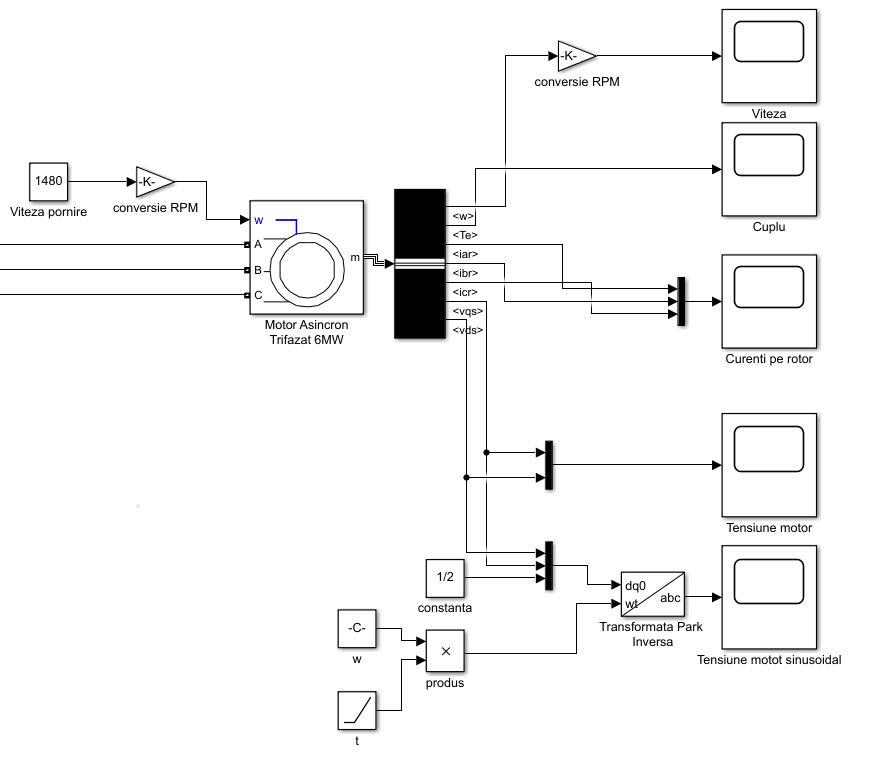 -K-
conversie RPM
Viteza
1480
Viteza pornire
-K-
conversie RPM
w
A
B
C
m
Motor Asincron
Trifazat 6MW
<w>
<Te>
<iar>
<ibr>
<icr>
<vqs>
<vds>
Cuplu
Curenti pe rotor
Tensiune motor
1/2
constanta
-C-
w
×
produs
t
dq0
wt
abc
Transformata Park
Inversa
Tensiune motot sinusoidal